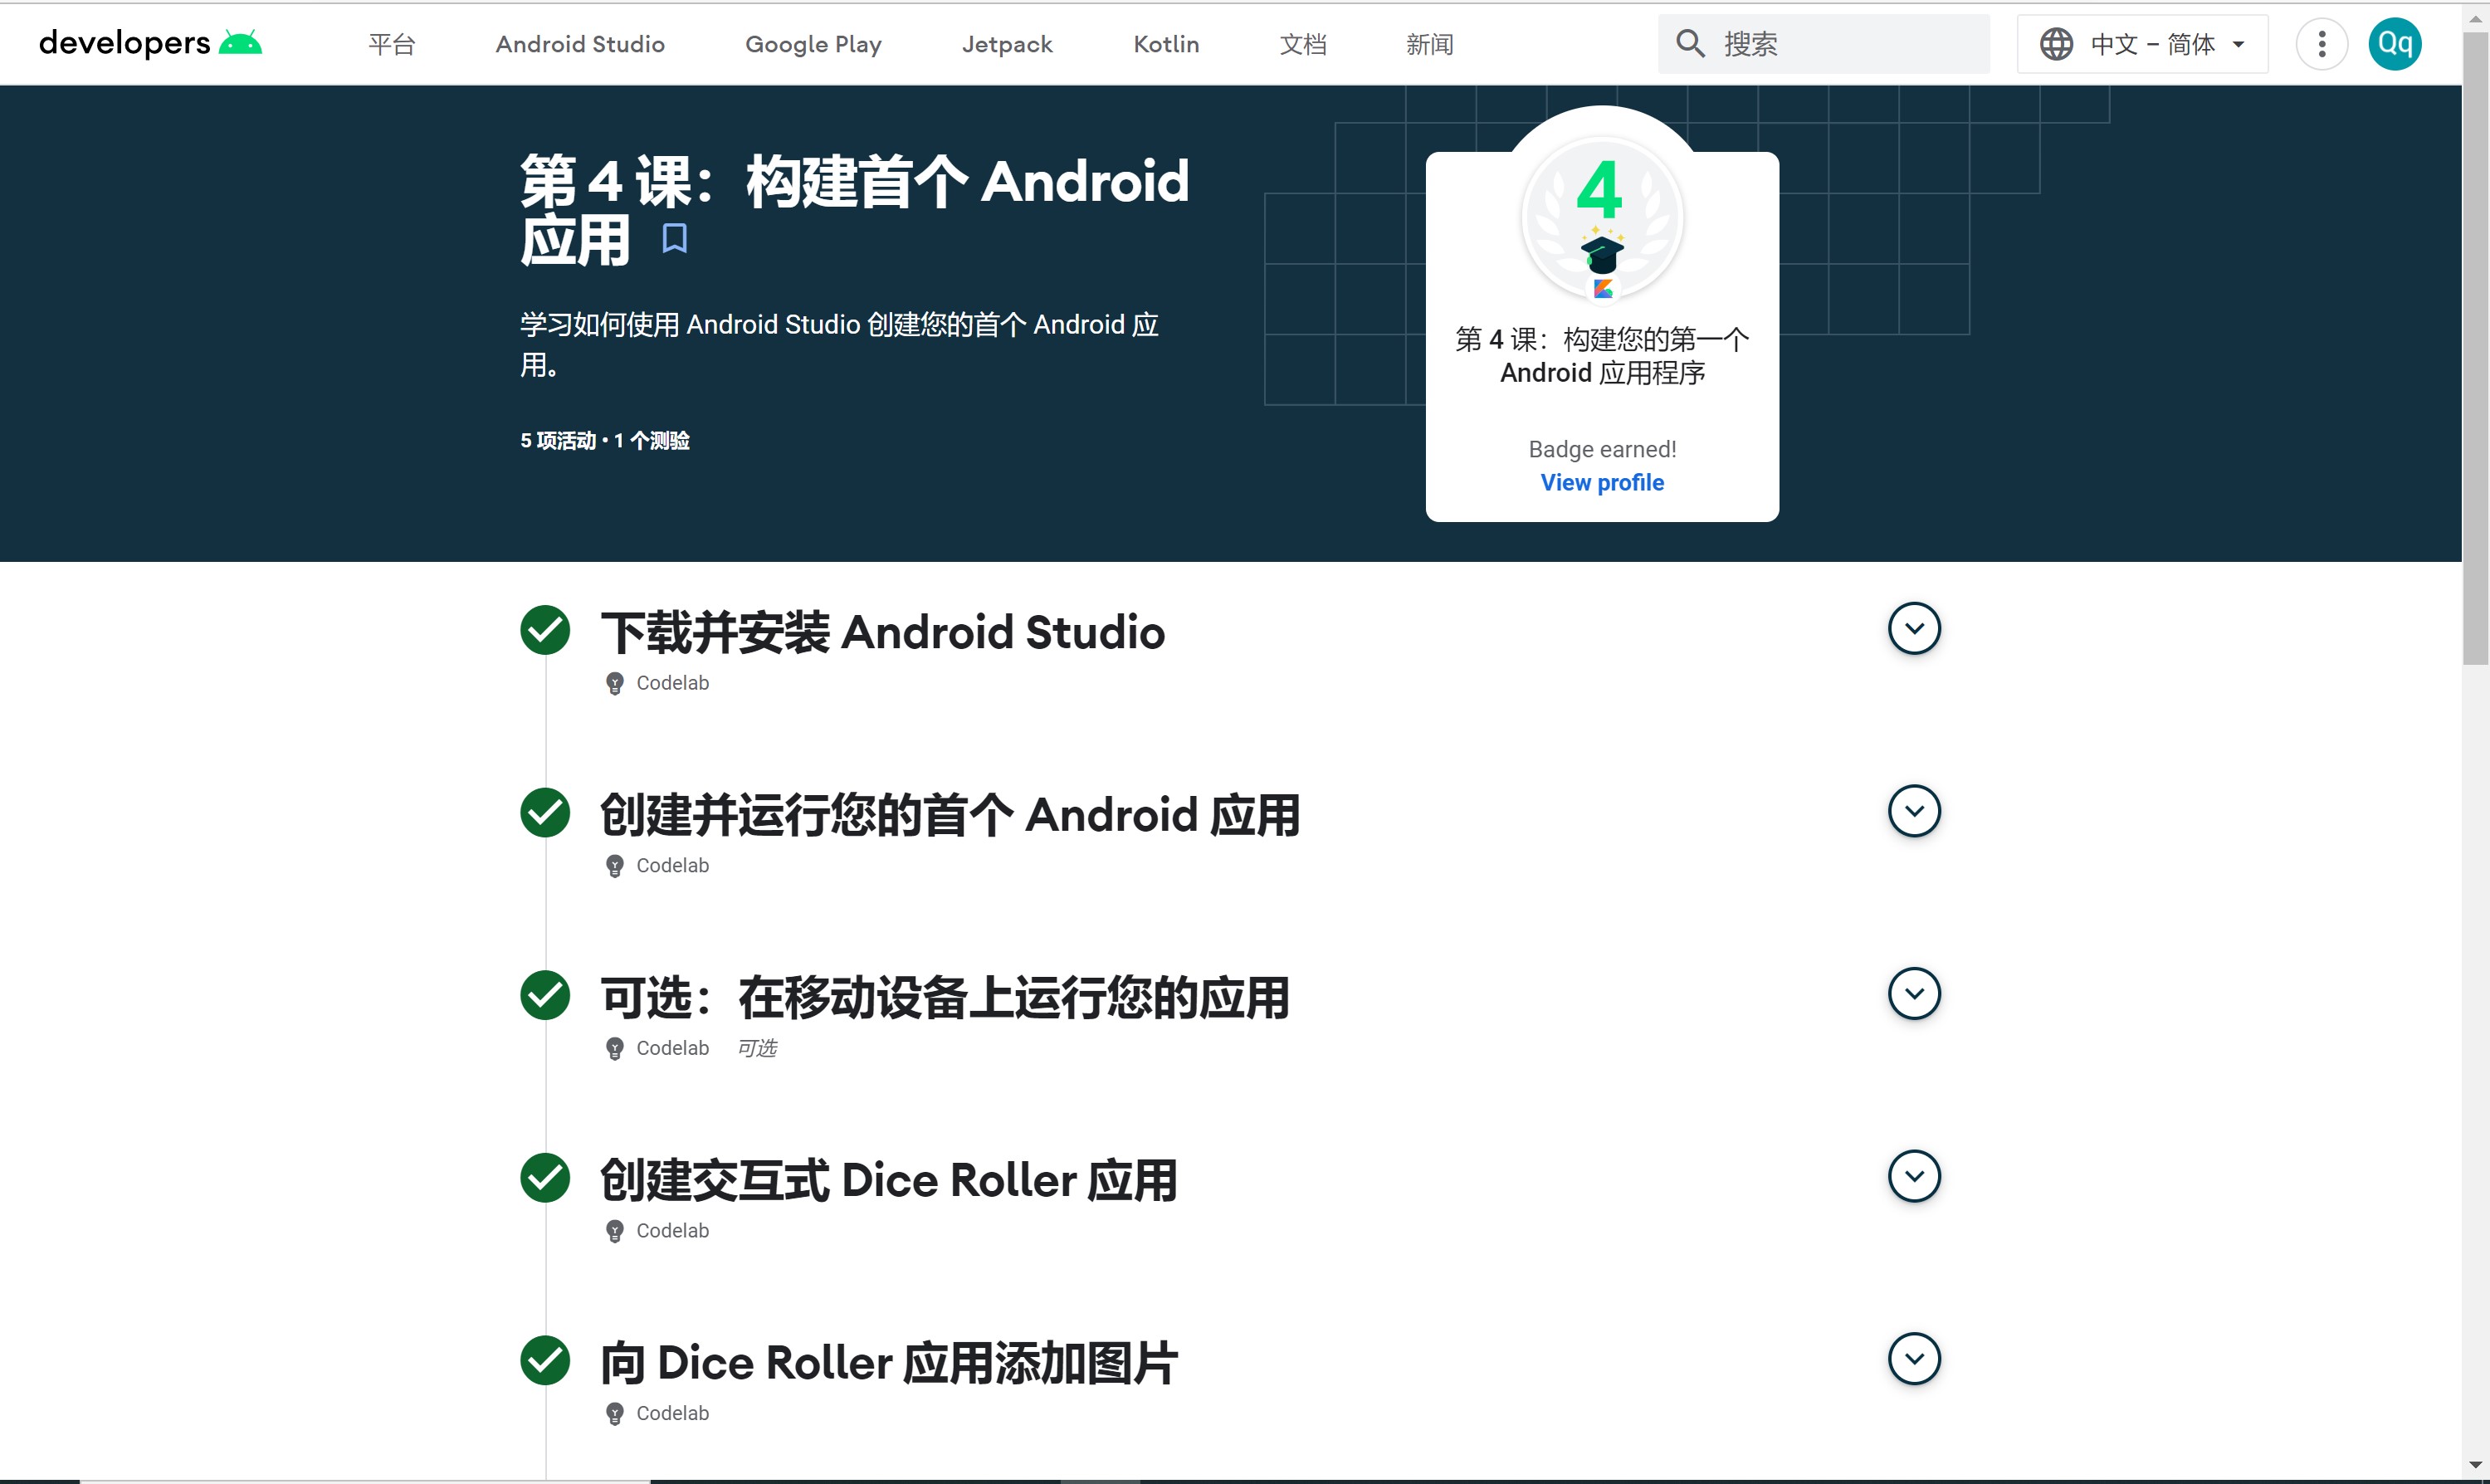 developers
平台
Android Studio
Google Play
Jetpack
Kotlin
文档
新闻
搜索
中文 – 简体
Qq
第 4 课：构建首个 Android
应用
学习如何使用 Android Studio 创建您的首个 Android 应
用。
5 项活动 • 1 个测验
4
第 4 课：构建您的第一个
Android 应用程序
Badge earned!
View profile
下载并安装 Android Studio
Codelab
创建并运行您的首个 Android 应用
Codelab
可选：在移动设备上运行您的应用
Codelab 可选
创建交互式 Dice Roller 应用
Codelab
向 Dice Roller 应用添加图片
Codelab